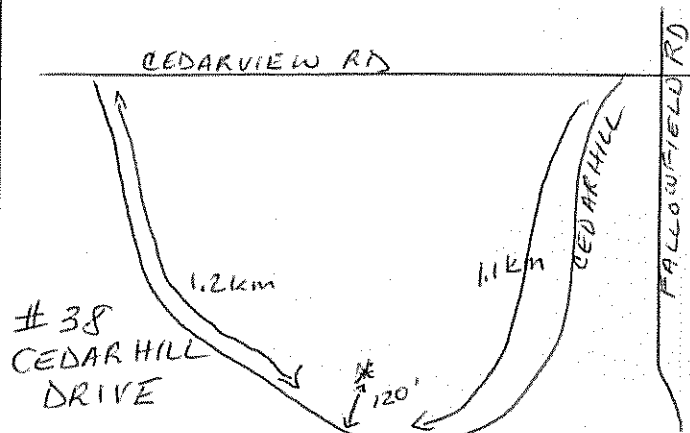 CEDARVIEW RD
FALLOWFIELD RD
CEDARHILL
1.2km
1.1km
# 38
CEDAR HILL
DRIVE
120'